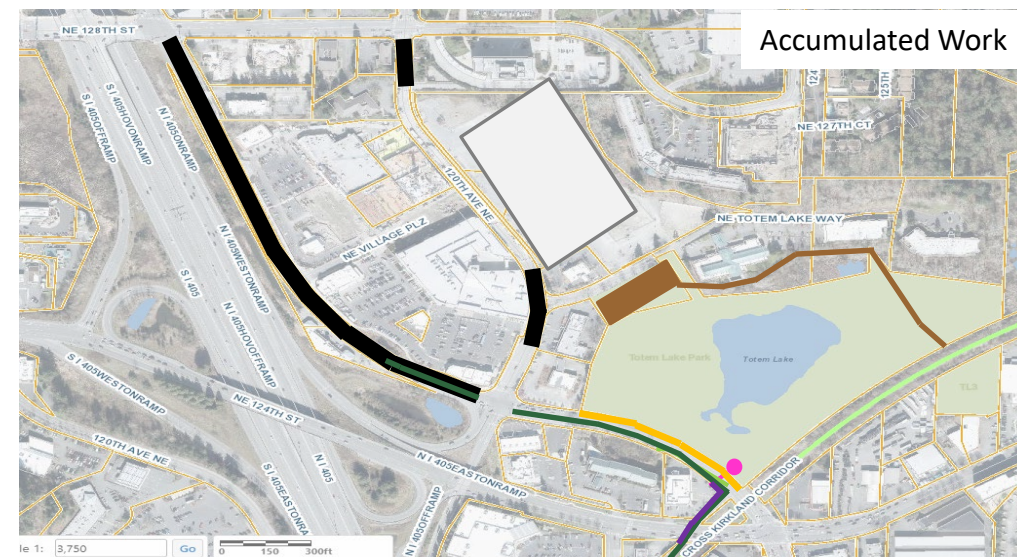 Accumulated Work
NE 128TH ST
S I 405OFFRAMP
S I 405HOVONRAMP
N I 405ONRAMP
124
125TH
NE 127TH CT
120TH AVE NE
NE VILLAGE PLZ
NE TOTEM LAKE WAY
N I 405WESTONRAMP
S I 405
N I 405HOVOFFRAMP
Totem Lake Park
Totem Lake
TL3
S I 405WESTONRAMP
NE 124TH ST
120TH AVE NE
S I 405EASTONRA
N I 405
N I 405EASTONRAMP
N I 405OFFRAMP
CROSS KIRKLAND CORRIDOR
le 1: 3,750 Go
0 150 300ft